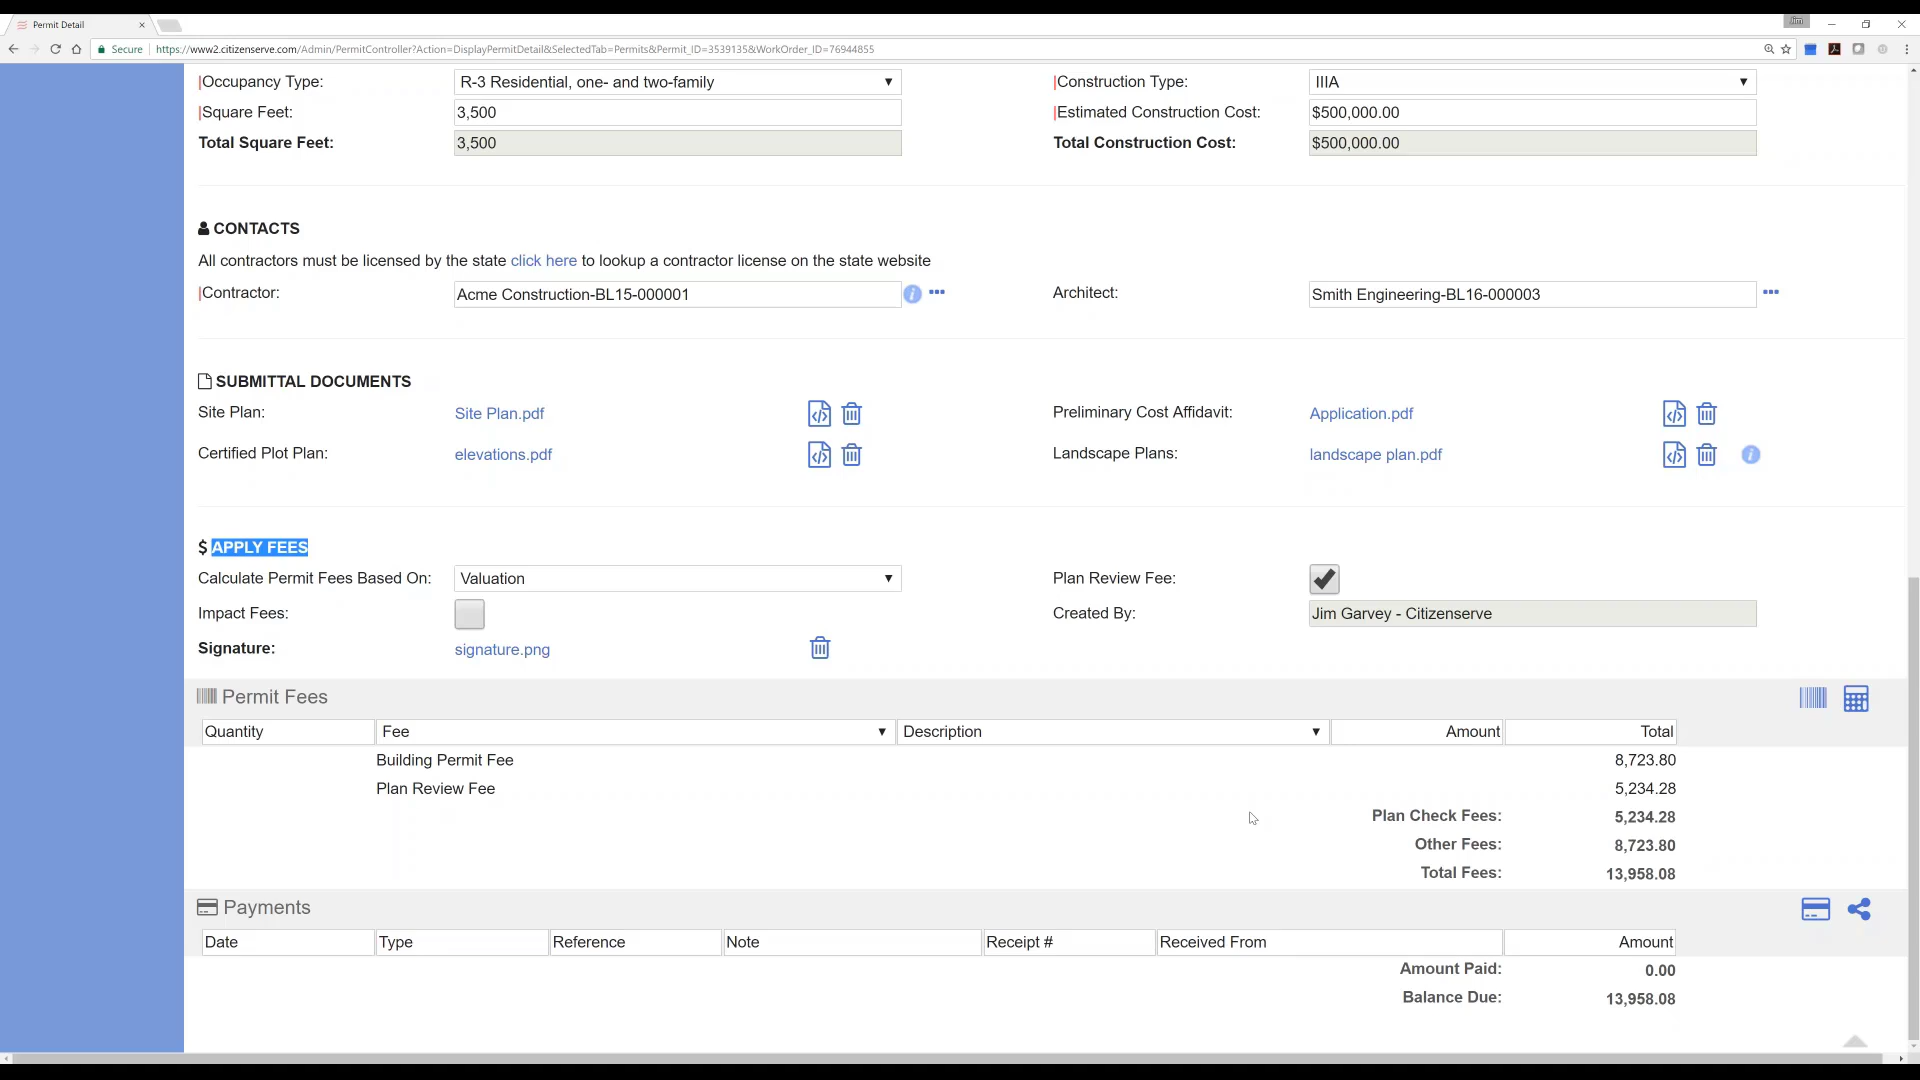 Permit Detail
Jim
Secure https://www2.citizenserve.com/Admin/PermitController?Action=DisplayPermitDetail&SelectedTab=Permits&Permit_ID=3539135&WorkOrder_ID=76944855
Occupancy Type: R-3 Residential, one- and two-family Construction Type: IIIA
Square Feet: 3,500 Estimated Construction Cost: $500,000.00
Total Square Feet: 3,500 Total Construction Cost: $500,000.00
CONTACTS
All contractors must be licensed by the state click here to lookup a contractor license on the state website
Contractor: Acme Construction-BL15-000001 Architect: Smith Engineering-BL16-000003
SUBMITTAL DOCUMENTS
Site Plan: Site Plan.pdf Preliminary Cost Affidavit: Application.pdf
Certified Plot Plan: elevations.pdf Landscape Plans: landscape plan.pdf
$ APPLY FEES
Calculate Permit Fees Based On: Valuation Plan Review Fee:
Impact Fees: Created By: Jim Garvey - Citizenserve
Signature: signature.png
Permit Fees
Quantity Fee Description Amount Total
Building Permit Fee 8,723.80
Plan Review Fee 5,234.28
Plan Check Fees: 5,234.28
Other Fees: 8,723.80
Total Fees: 13,958.08
Payments
Date Type Reference Note Receipt # Received From Amount
Amount Paid: 0.00
Balance Due: 13,958.08